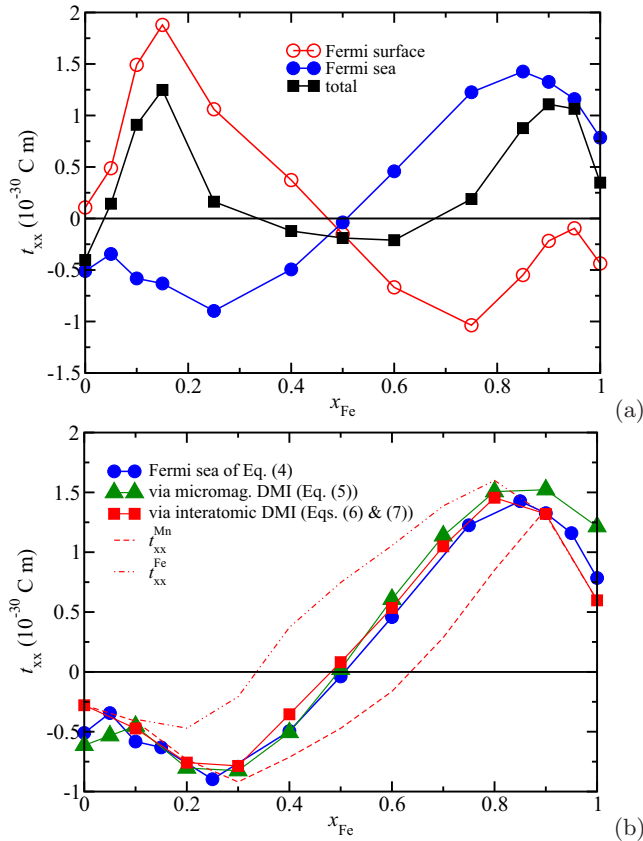 2
1.5
1
0.5
0
-0.5
-1
-1.5
t_xx (10^-30 C m)
Fermi surface
Fermi sea
total
0 0.2 0.4 0.6 0.8 1
x_Fe
(a)
2
1.5
1
0.5
0
-0.5
-1
t_xx (10^-30 C m)
Fermi sea of Eq. (4)
via micromag. DMI (Eq. (5))
via interatomic DMI (Eqs. (6) & (7))
t_xx^Mn
t_xx^Fe
0 0.2 0.4 0.6 0.8 1
x_Fe
(b)